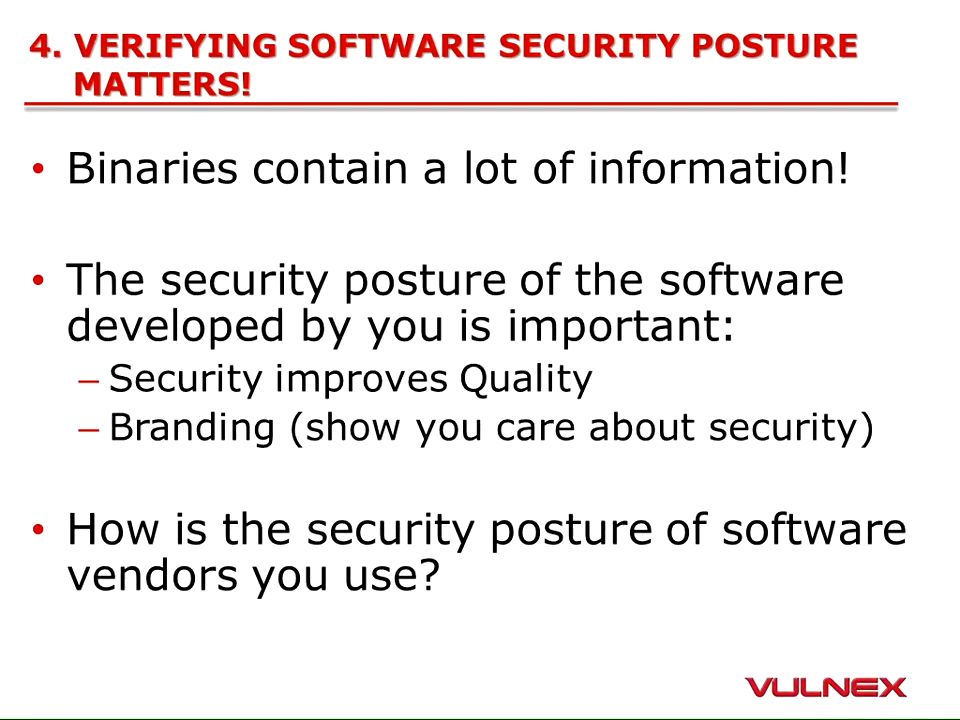 4. VERIFYING SOFTWARE SECURITY POSTURE
MATTERS!
• Binaries contain a lot of information!
• The security posture of the software
developed by you is important:
– Security improves Quality
– Branding (show you care about security)
• How is the security posture of software
vendors you use?
VULNEX